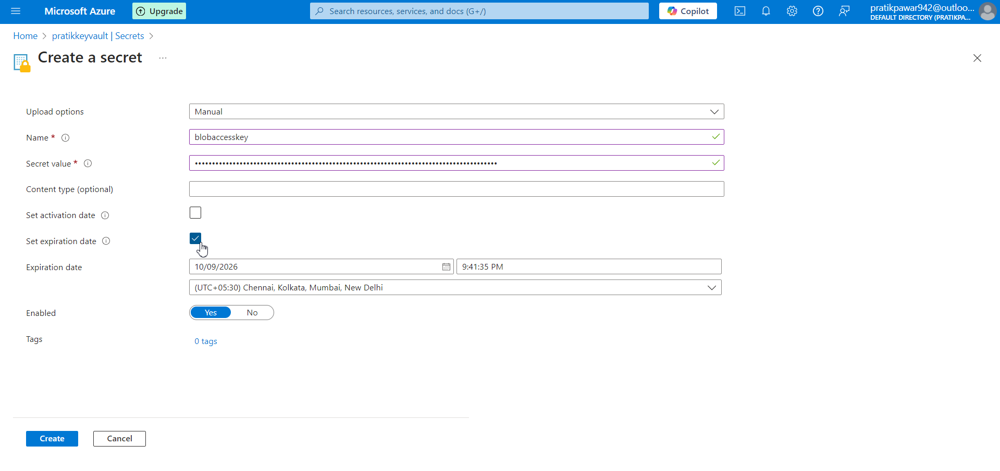 Microsoft Azure
Upgrade
Search resources, services, and docs (G+/)
Copilot
pratikpawar942@outloo...
DEFAULT DIRECTORY (PRATIKPA...
Home > pratikkeyvault | Secrets >
Create a secret ...
Upload options Manual
Name * blobaccesskey
Secret value *
Content type (optional)
Set activation date
Set expiration date
Expiration date 10/09/2026 9:41:35 PM
(UTC+05:30) Chennai, Kolkata, Mumbai, New Delhi
Enabled Yes No
Tags 0 tags
Create Cancel